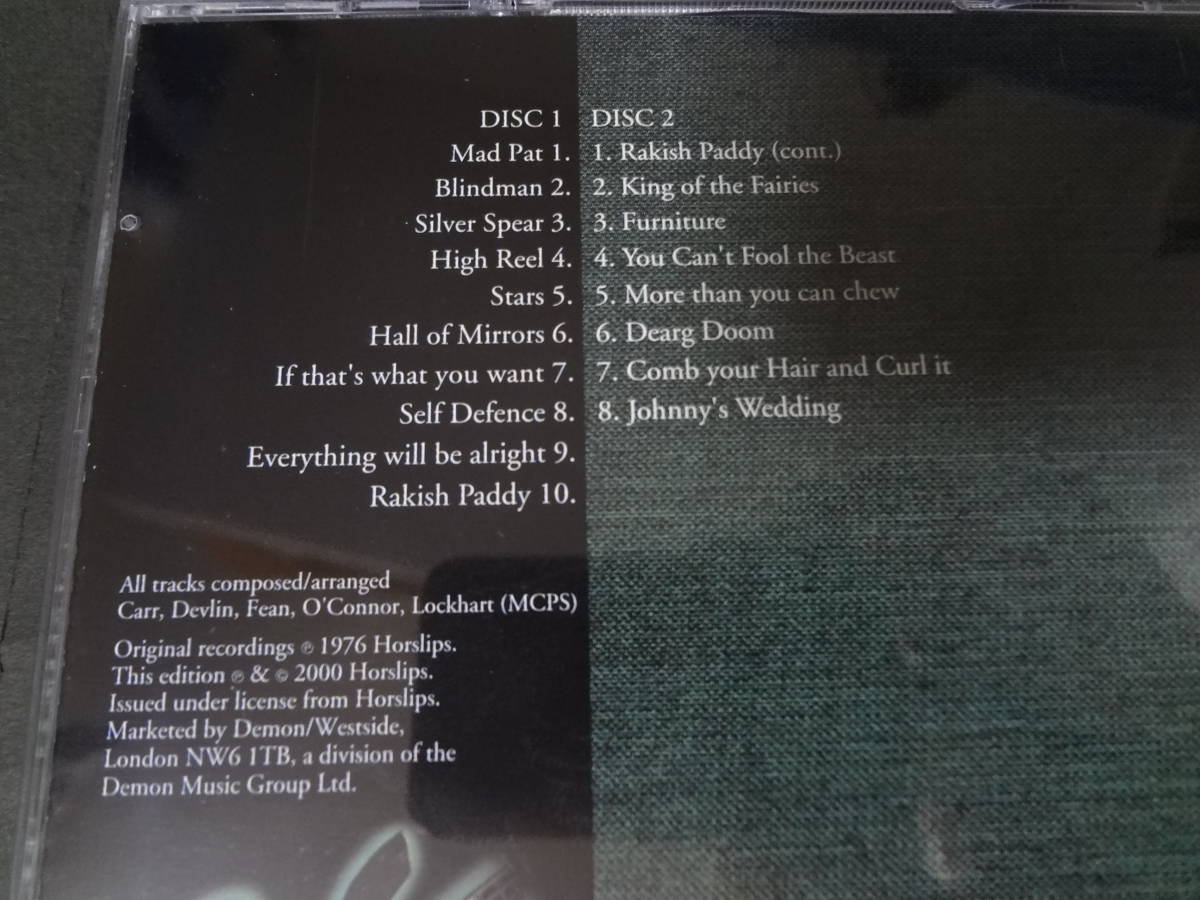 DISC 1
Mad Pat 1.
Blindman 2.
Silver Spear 3.
High Reel 4.
Stars 5.
Hall of Mirrors 6.
If that's what you want 7.
Self Defence 8.
Everything will be alright 9.
Rakish Paddy 10.
DISC 2
1. Rakish Paddy (cont.)
2. King of the Fairies
3. Furniture
4. You Can't Fool the Beast
5. More than you can chew
6. Dearg Doom
7. Comb your Hair and Curl it
8. Johnny's Wedding
All tracks composed/arranged
Carr, Devlin, Fean, O'Connor, Lockhart (MCPS)
Original recordings ℗ 1976 Horslips.
This edition ℗ & © 2000 Horslips.
Issued under license from Horslips.
Marketed by Demon/Westside,
London NW6 1TB, a division of the
Demon Music Group Ltd.